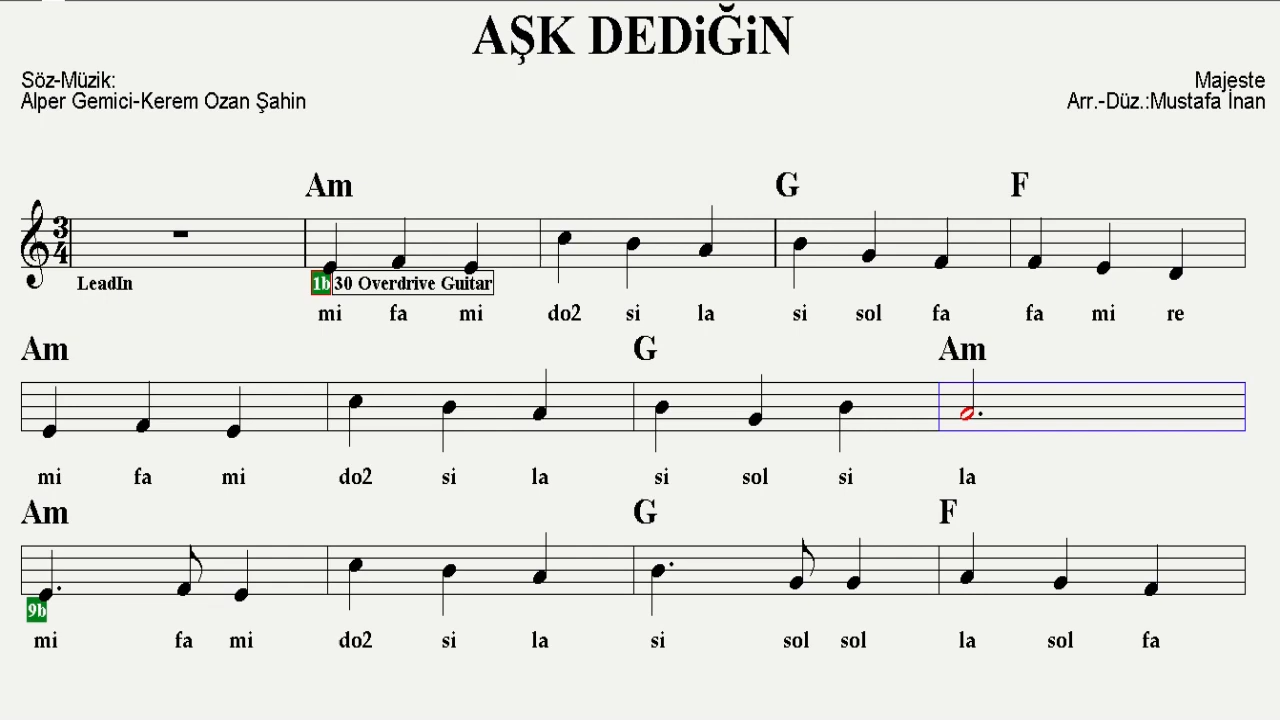 AŞK DEDiĞiN
Söz-Müzik:
Alper Gemici-Kerem Ozan Şahin
Majeste
Arr.-Düz.:Mustafa İnan
Am G F
3
4
LeadIn
1b 30 Overdrive Guitar
mi fa mi do2 si la si sol fa fa mi re
Am G Am
mi fa mi do2 si la si sol si la
Am G F
9b
mi fa mi do2 si la si sol sol la sol fa